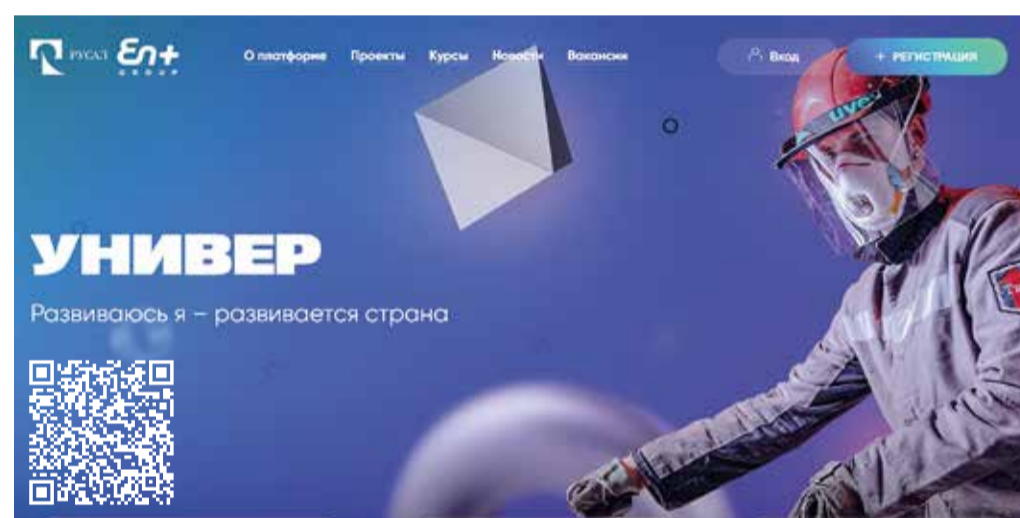 РУСАЛ
En+
GROUP
О платформе Проекты Курсы Новости Вакансии
Вход
+ РЕГИСТРАЦИЯ
uvex
УНИВЕР
Развиваюсь я – развивается страна